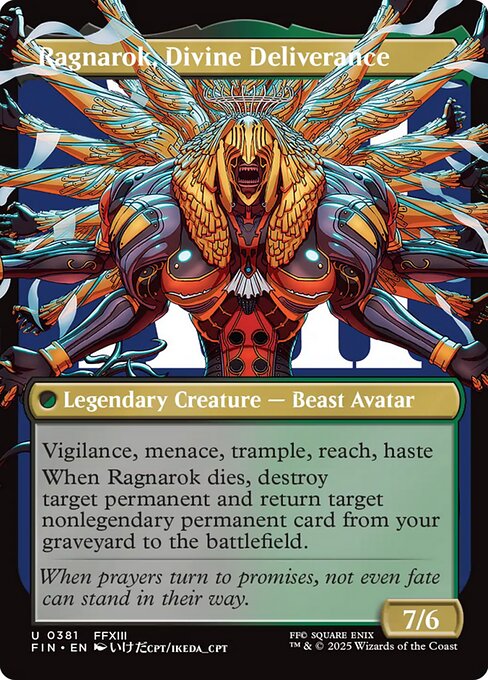 Ragnarok, Divine Deliverance
Legendary Creature — Beast Avatar
Vigilance, menace, trample, reach, haste
When Ragnarok dies, destroy
target permanent and return target
nonlegendary permanent card from your
graveyard to the battlefield.
When prayers turn to promises, not even fate
can stand in their way.
7/6
U 0381 FFXIII
FIN • EN いけだCPT/IKEDA_CPT
FF© SQUARE ENIX
™ & © 2025 Wizards of the Coast